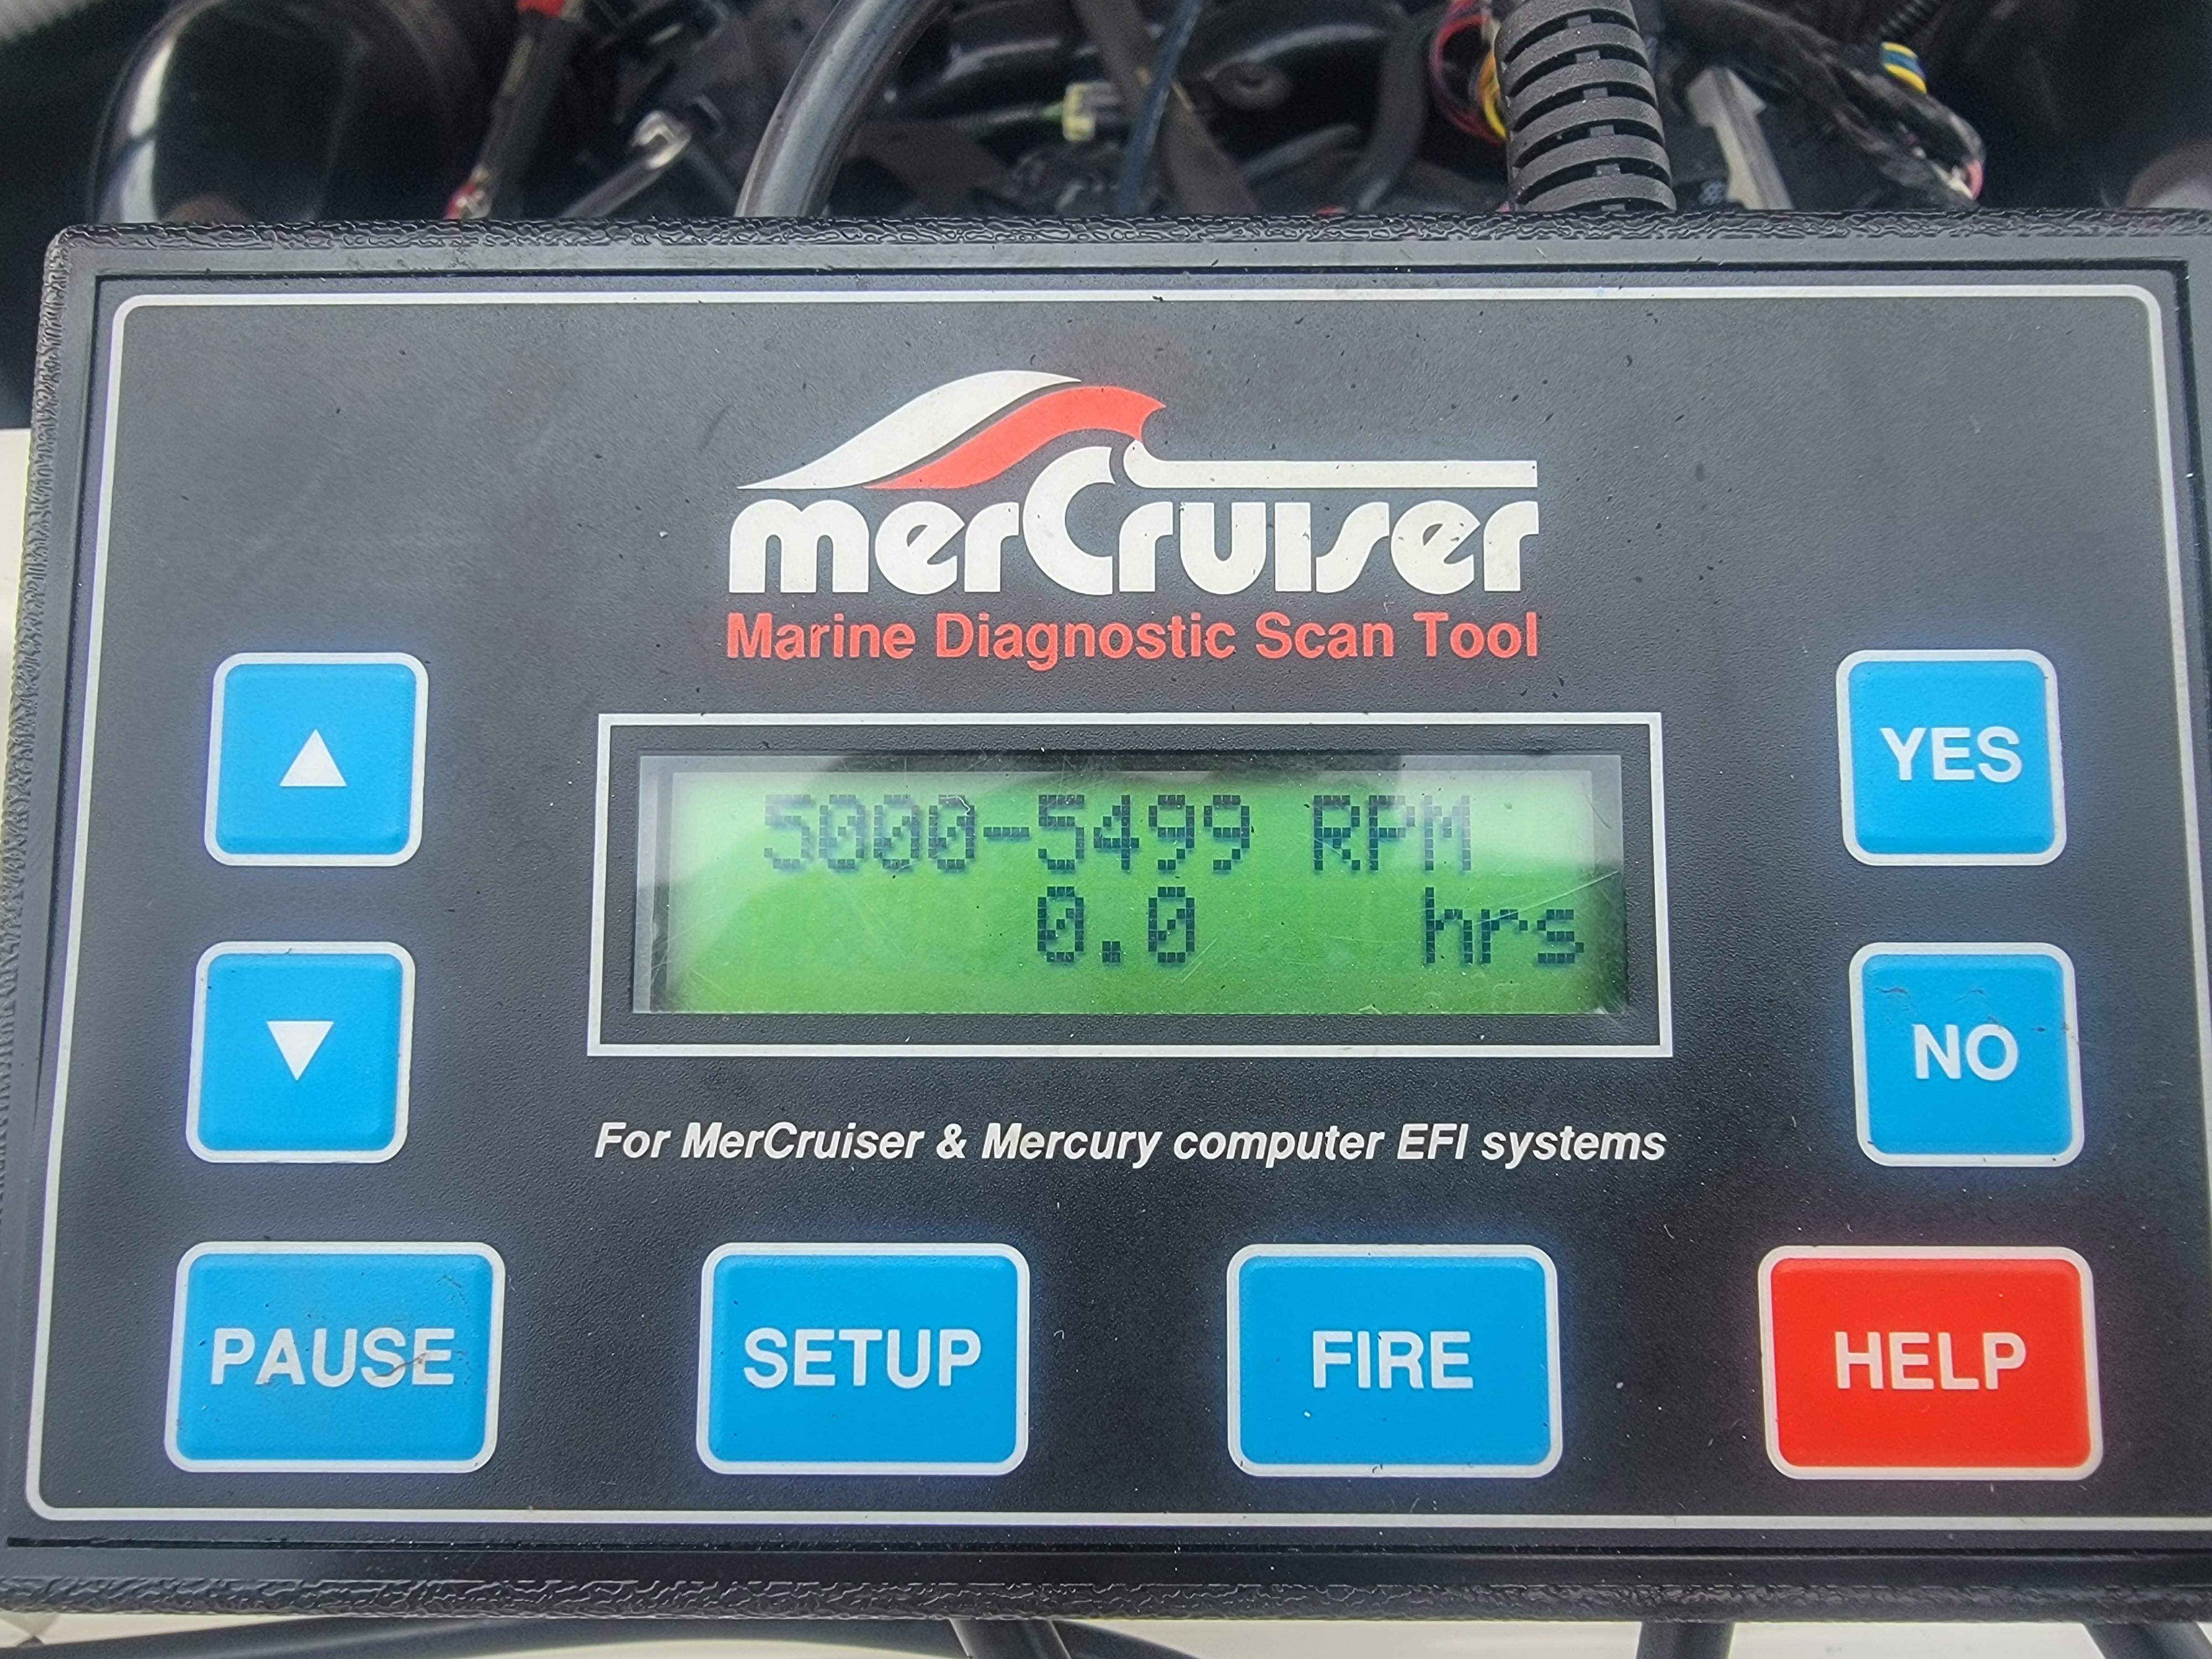 merCruiser
Marine Diagnostic Scan Tool
5000-5499 RPM
0.0 hrs
YES
NO
For MerCruiser & Mercury computer EFI systems
PAUSE
SETUP
FIRE
HELP